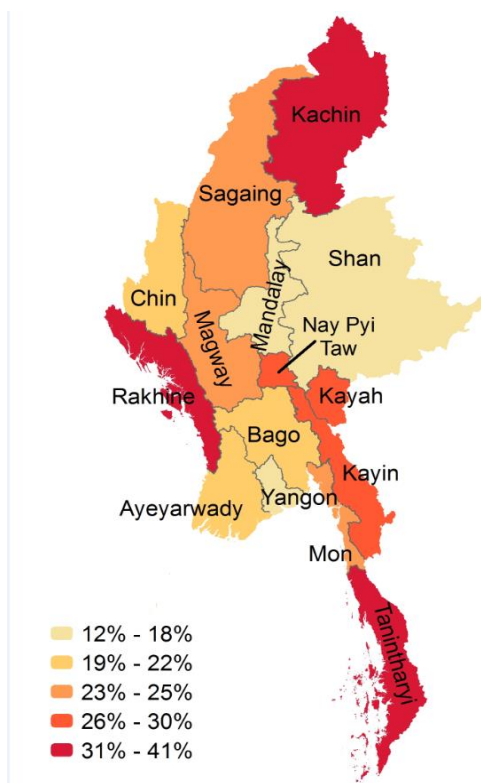 Kachin
Sagaing
Shan
Mandalay
Chin
Magway
Nay Pyi
Taw
Rakhine
Kayah
Bago
Kayin
Yangon
Ayeyarwady
Mon
Tanintharyi
12% - 18%
19% - 22%
23% - 25%
26% - 30%
31% - 41%